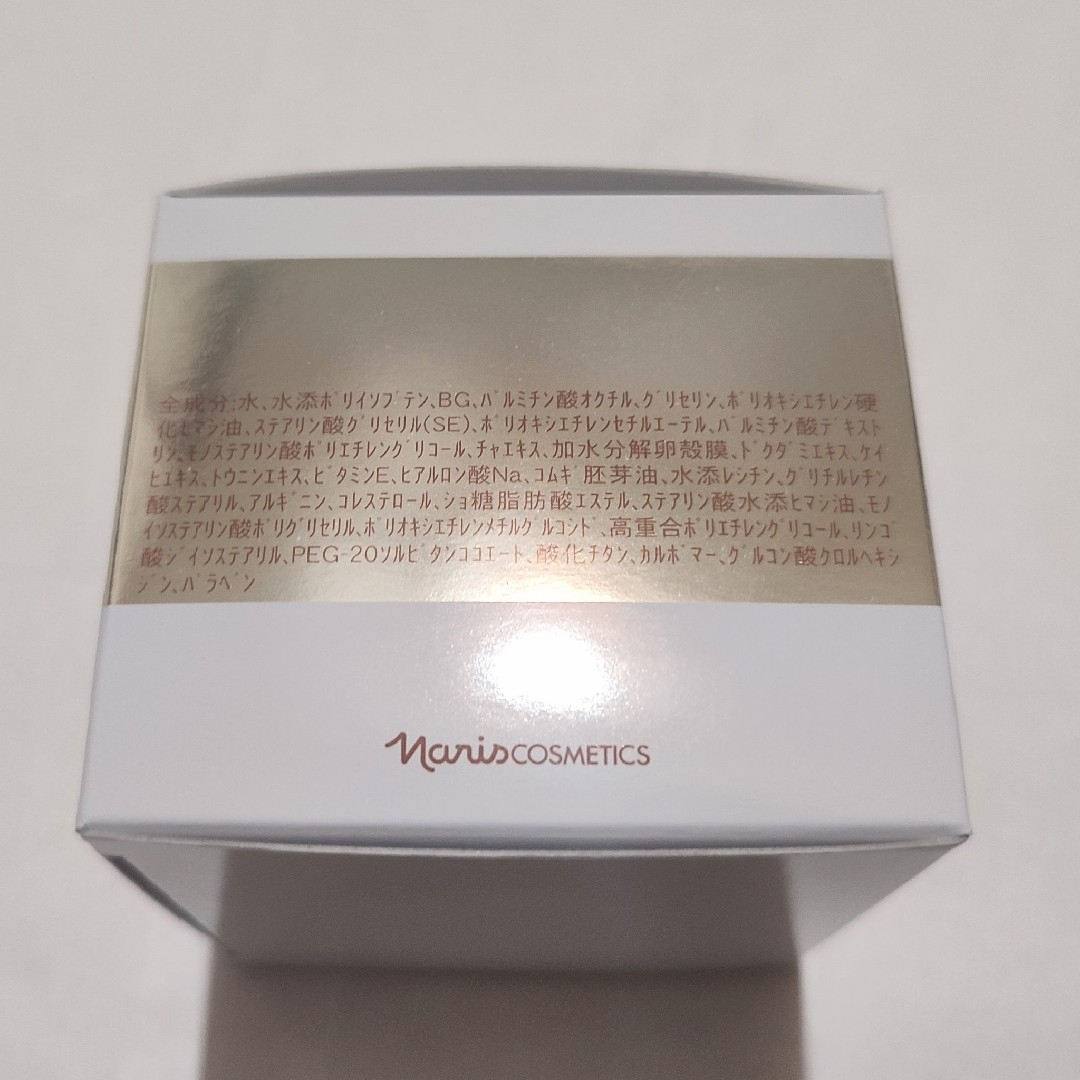 全成分:水、水添ﾎﾟﾘｲｿﾌﾞﾃﾝ、BG、ﾊﾟﾙﾐﾁﾝ酸ｵｸﾁﾙ、ｸﾞﾘｾﾘﾝ、ﾎﾟﾘｵｷｼｴﾁﾚﾝ硬
化ﾋﾏｼ油、ｽﾃｱﾘﾝ酸ｸﾞﾘｾﾘﾙ(SE)、ﾎﾟﾘｵｷｼｴﾁﾚﾝｾﾁﾙｴｰﾃﾙ、ﾊﾟﾙﾐﾁﾝ酸ﾃﾞｷｽﾄ
ﾘﾝ、ﾓﾉｽﾃｱﾘﾝ酸ﾎﾟﾘｴﾁﾚﾝｸﾞﾘｺｰﾙ、ﾁｬｴｷｽ、加水分解卵殻膜、ﾄﾞｸﾀﾞﾐｴｷｽ、ｹｲ
ﾋｴｷｽ、ﾄｳﾆﾝｴｷｽ、ﾋﾞﾀﾐﾝE、ﾋｱﾙﾛﾝ酸Na、ｺﾑｷﾞ胚芽油、水添ﾚｼﾁﾝ、ｸﾞﾘﾁﾙﾚﾁﾝ
酸ｽﾃｱﾘﾙ、ｱﾙｷﾞﾆﾝ、ｺﾚｽﾃﾛｰﾙ、ｼｮ糖脂肪酸ｴｽﾃﾙ、ｽﾃｱﾘﾝ酸水添ﾋﾏｼ油、ﾓﾉ
ｲｿｽﾃｱﾘﾝ酸ﾎﾟﾘｸﾞﾘｾﾘﾙ、ﾎﾟﾘｵｷｼｴﾁﾚﾝﾒﾁﾙｸﾞﾙｺｼﾄﾞ、高重合ﾎﾟﾘｴﾁﾚﾝｸﾞﾘｺｰﾙ、ﾘﾝｺﾞ
酸ｼﾞｲｿｽﾃｱﾘﾙ、PEG-20ｿﾙﾋﾞﾀﾝｺｺｴｰﾄ、酸化ﾁﾀﾝ、ｶﾙﾎﾞﾏｰ、ｸﾞﾙｺﾝ酸ｸﾛﾙﾍｷｼ
ｼﾞﾝ、ﾊﾟﾗﾍﾞﾝ
Naris COSMETICS